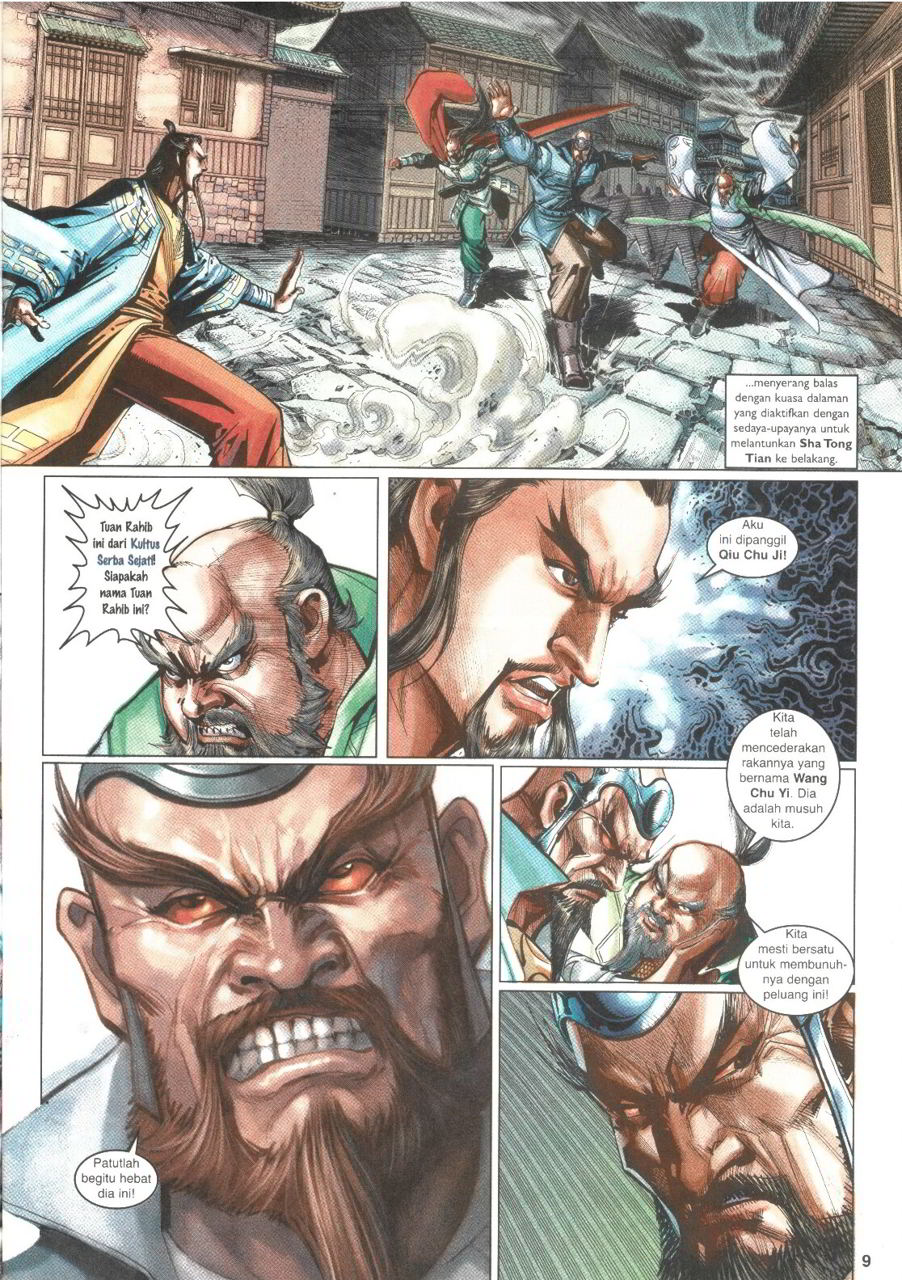 ...menyerang balas
dengan kuasa dalaman
yang diaktifkan dengan
sedaya-upayanya untuk
melantunkan Sha Tong
Tian ke belakang.
Tuan Rahib
ini dari Kultus
Serba Sejati!
Siapakah
nama Tuan
Rahib ini?
Aku
ini dipanggil
Qiu Chu Ji!
Kita
telah
mencederakan
rakannya yang
bernama Wang
Chu Yi. Dia
adalah musuh
kita.
Kita
mesti bersatu
untuk membunuh-
nya dengan
peluang ini!
Patutlah
begitu hebat
dia ini!
9